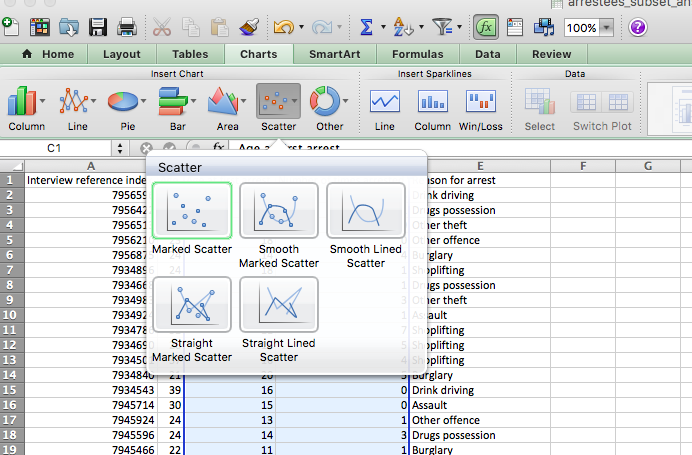 arrestees_subset_an
100%
Home Layout Tables Charts SmartArt Formulas Data Review
Insert Chart Insert Sparklines Data
Column Line Pie Bar Area Scatter Other Line Column Win/Loss Select Switch Plot
C1 fx Age a first arrest
A E F G
Scatter
Marked Scatter
Smooth Marked Scatter
Smooth Lined Scatter
Straight Marked Scatter
Straight Lined Scatter
1 Interview reference inde son for arrest
2 795659 Drink driving
3 795642 Drugs possession
4 795651 Other theft
5 795621 Other offence
6 795687 24 Burglary
7 793489 24 1 Shoplifting
8 793466 1 Drugs possession
9 793498 3 Other theft
10 793492 1 Assault
11 793478 7 Shoplifting
12 793469 5 Shoplifting
13 793450 4 Shoplifting
14 7934840 21 20 Burglary
15 7934543 39 16 0 Drink driving
16 7945714 30 15 0 Assault
17 7945924 24 13 1 Other offence
18 7945596 24 14 3 Drugs possession
19 7945466 22 11 1 Burglary